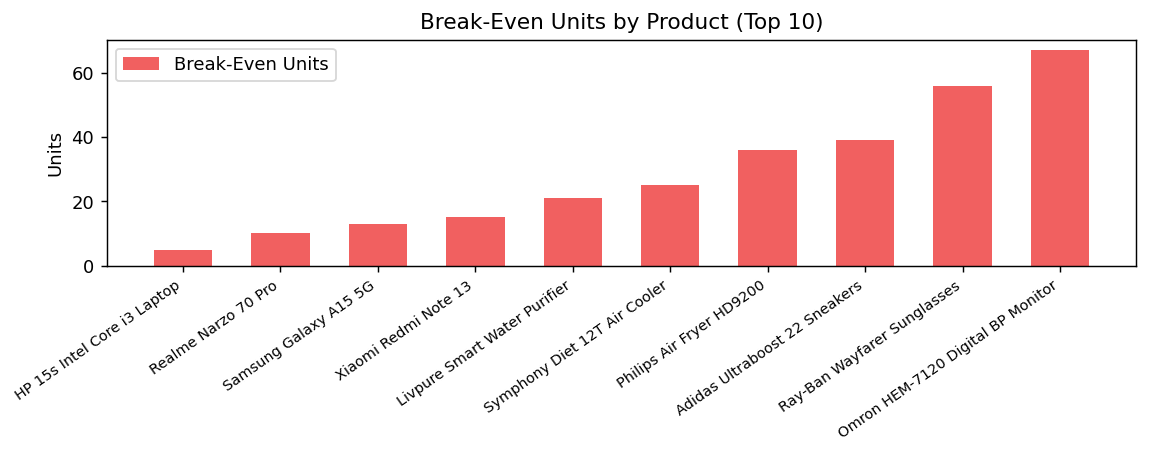 Break-Even Units by Product (Top 10)
Break-Even Units
Units
60
40
20
0
HP 15s Intel Core i3 Laptop
Realme Narzo 70 Pro
Samsung Galaxy A15 5G
Xiaomi Redmi Note 13
Livpure Smart Water Purifier
Symphony Diet 12T Air Cooler
Philips Air Fryer HD9200
Adidas Ultraboost 22 Sneakers
Ray-Ban Wayfarer Sunglasses
Omron HEM-7120 Digital BP Monitor